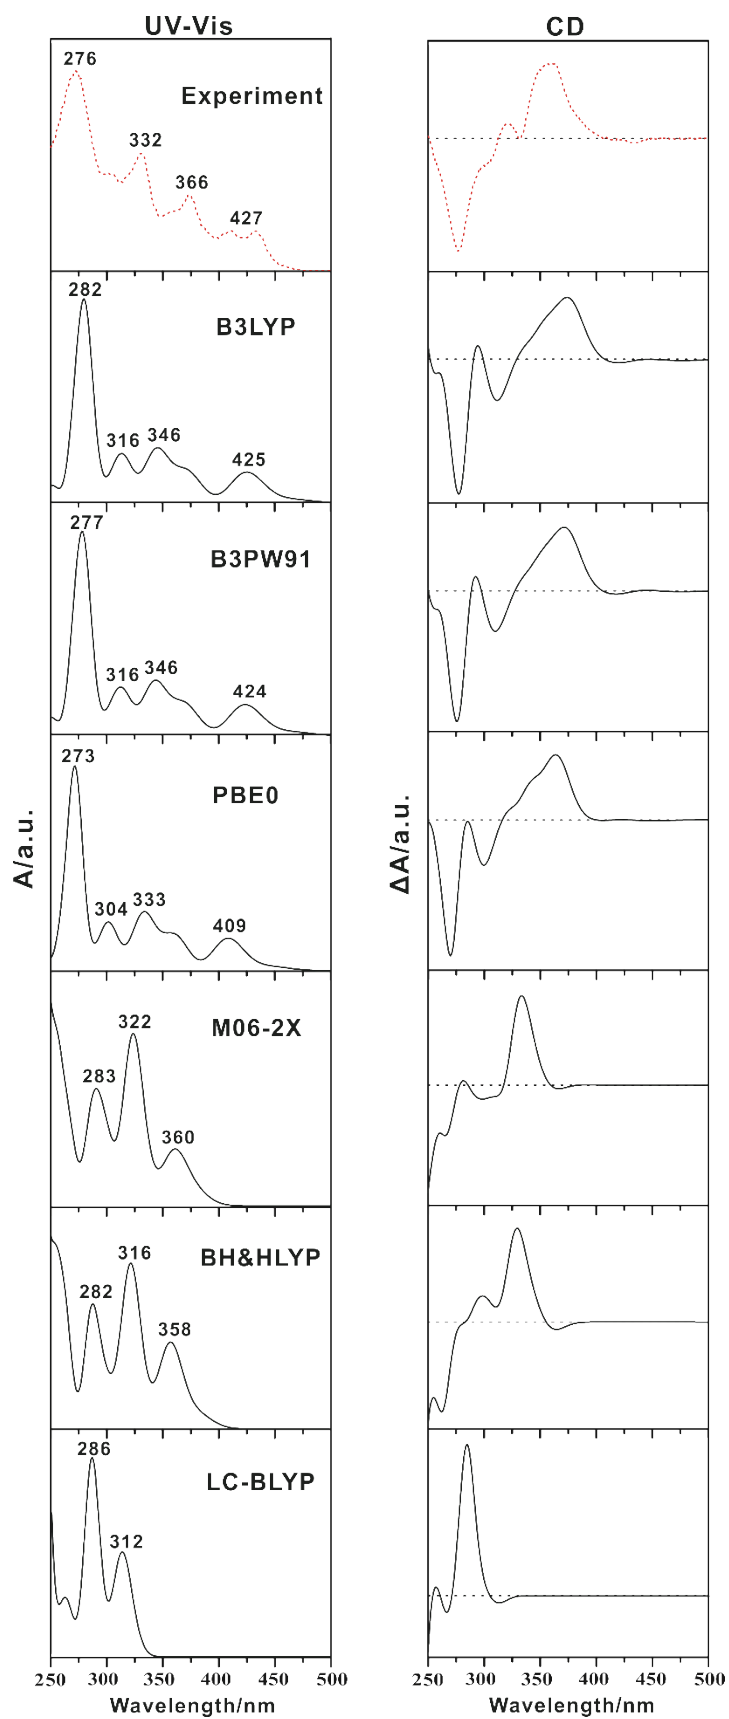 UV-Vis
CD
276
Experiment
332
366
427
282
B3LYP
316
346
425
277
B3PW91
316
346
424
273
PBE0
304
333
409
A/a.u.
ΔA/a.u.
322
M06-2X
283
360
316
BH&HLYP
282
358
286
LC-BLYP
312
250 300 350 400 450 500
250 300 350 400 450 500
Wavelength/nm
Wavelength/nm